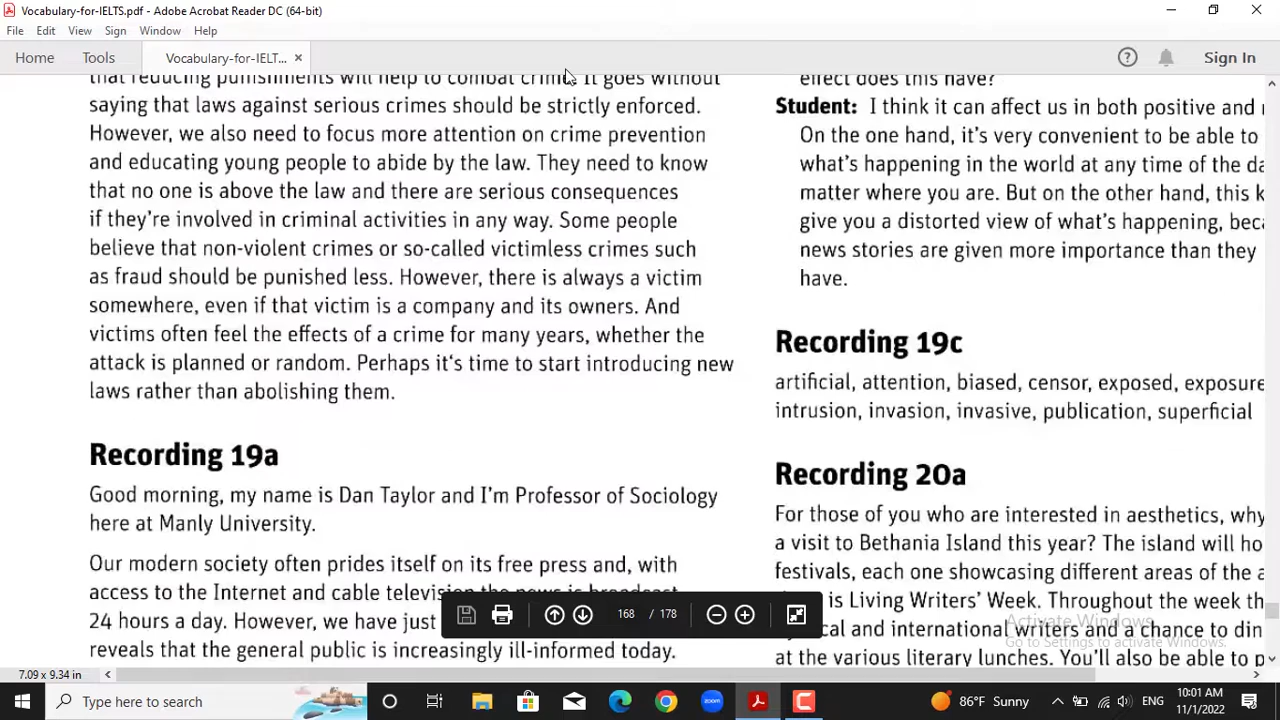 Vocabulary-for-IELTS.pdf - Adobe Acrobat Reader DC (64-bit)
File Edit View Sign Window Help
Home Tools Vocabulary-for-IELT... Sign In
that reducing punishments will help to combat crime. It goes without
saying that laws against serious crimes should be strictly enforced.
However, we also need to focus more attention on crime prevention
and educating young people to abide by the law. They need to know
that no one is above the law and there are serious consequences
if they're involved in criminal activities in any way. Some people
believe that non-violent crimes or so-called victimless crimes such
as fraud should be punished less. However, there is always a victim
somewhere, even if that victim is a company and its owners. And
victims often feel the effects of a crime for many years, whether the
attack is planned or random. Perhaps it's time to start introducing new
laws rather than abolishing them.
Recording 19a
Good morning, my name is Dan Taylor and I'm Professor of Sociology
here at Manly University.
Our modern society often prides itself on its free press and, with
access to the Internet and cable television the news is broadcast
24 hours a day. However, we have just
reveals that the general public is increasingly ill-informed today.
effect does this have?
Student: I think it can affect us in both positive and
On the one hand, it's very convenient to be able to
what's happening in the world at any time of the
matter where you are. But on the other hand, this
give you a distorted view of what's happening,
news stories are given more importance than they
have.
Recording 19c
artificial, attention, biased, censor, exposed, exposure
intrusion, invasion, invasive, publication, superficial
Recording 20a
For those of you who are interested in aesthetics, why
a visit to Bethania Island this year? The island will
festivals, each one showcasing different areas of the
is Living Writers' Week. Throughout the week
and international writers and a chance to
at the various literary lunches. You'll also be able to
168 / 178
Activate Windows
Go to Settings to activate Windows.
7.09 x 9.34 in
Type here to search
zoom
86°F Sunny
ENG
10:01 AM
11/1/2022